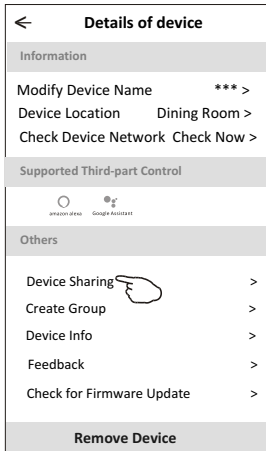 ← Details of device
Information
Modify Device Name *** >
Device Location Dining Room >
Check Device Network Check Now >
Supported Third-part Control
amazon alexa Google Assistant
Others
Device Sharing >
Create Group >
Device Info >
Feedback >
Check for Firmware Update >
Remove Device